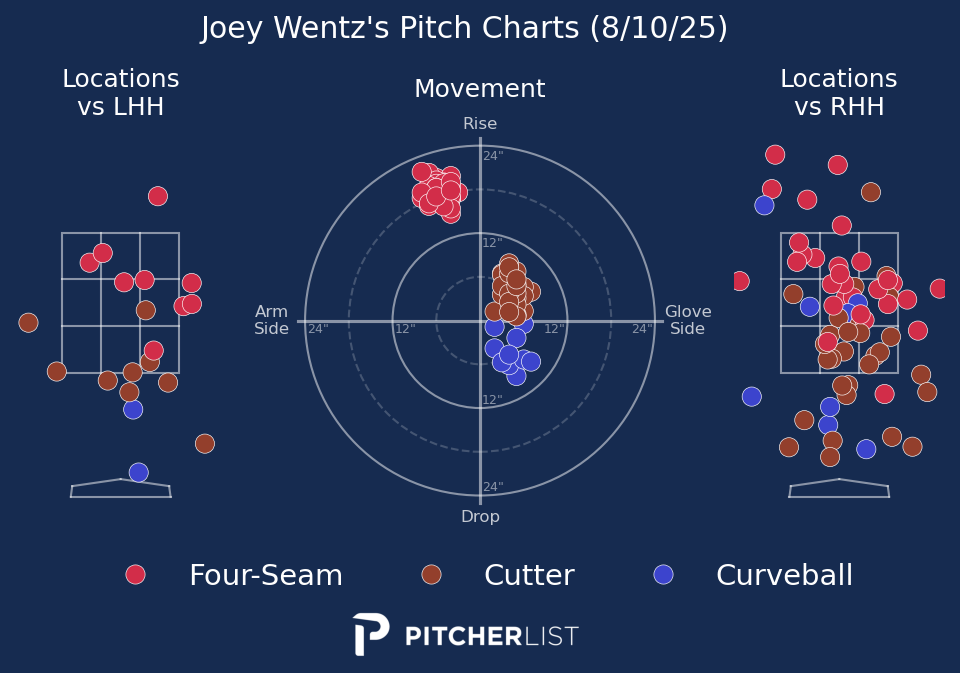 Joey Wentz's Pitch Charts (8/10/25)
Locations
vs LHH
Movement
Locations
vs RHH
Rise
24"
12"
Arm
Side
24"
12"
12"
24"
Glove
Side
12"
24"
Drop
Four-Seam
Cutter
Curveball
PITCHERLIST